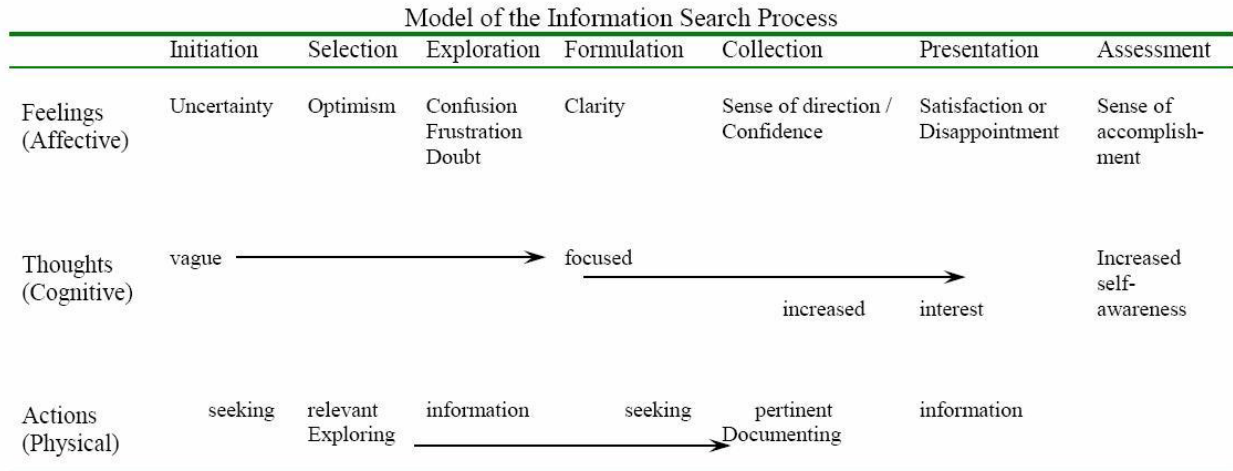 Model of the Information Search Process
Initiation Selection Exploration Formulation Collection Presentation Assessment
Feelings (Affective)
Uncertainty
Optimism
Confusion
Frustration
Doubt
Clarity
Sense of direction /
Confidence
Satisfaction or
Disappointment
Sense of
accomplish-
ment
Thoughts
(Cognitive)
vague
focused
increased interest
Increased
self-
awareness
Actions
(Physical)
seeking relevant information seeking pertinent information
Exploring Documenting